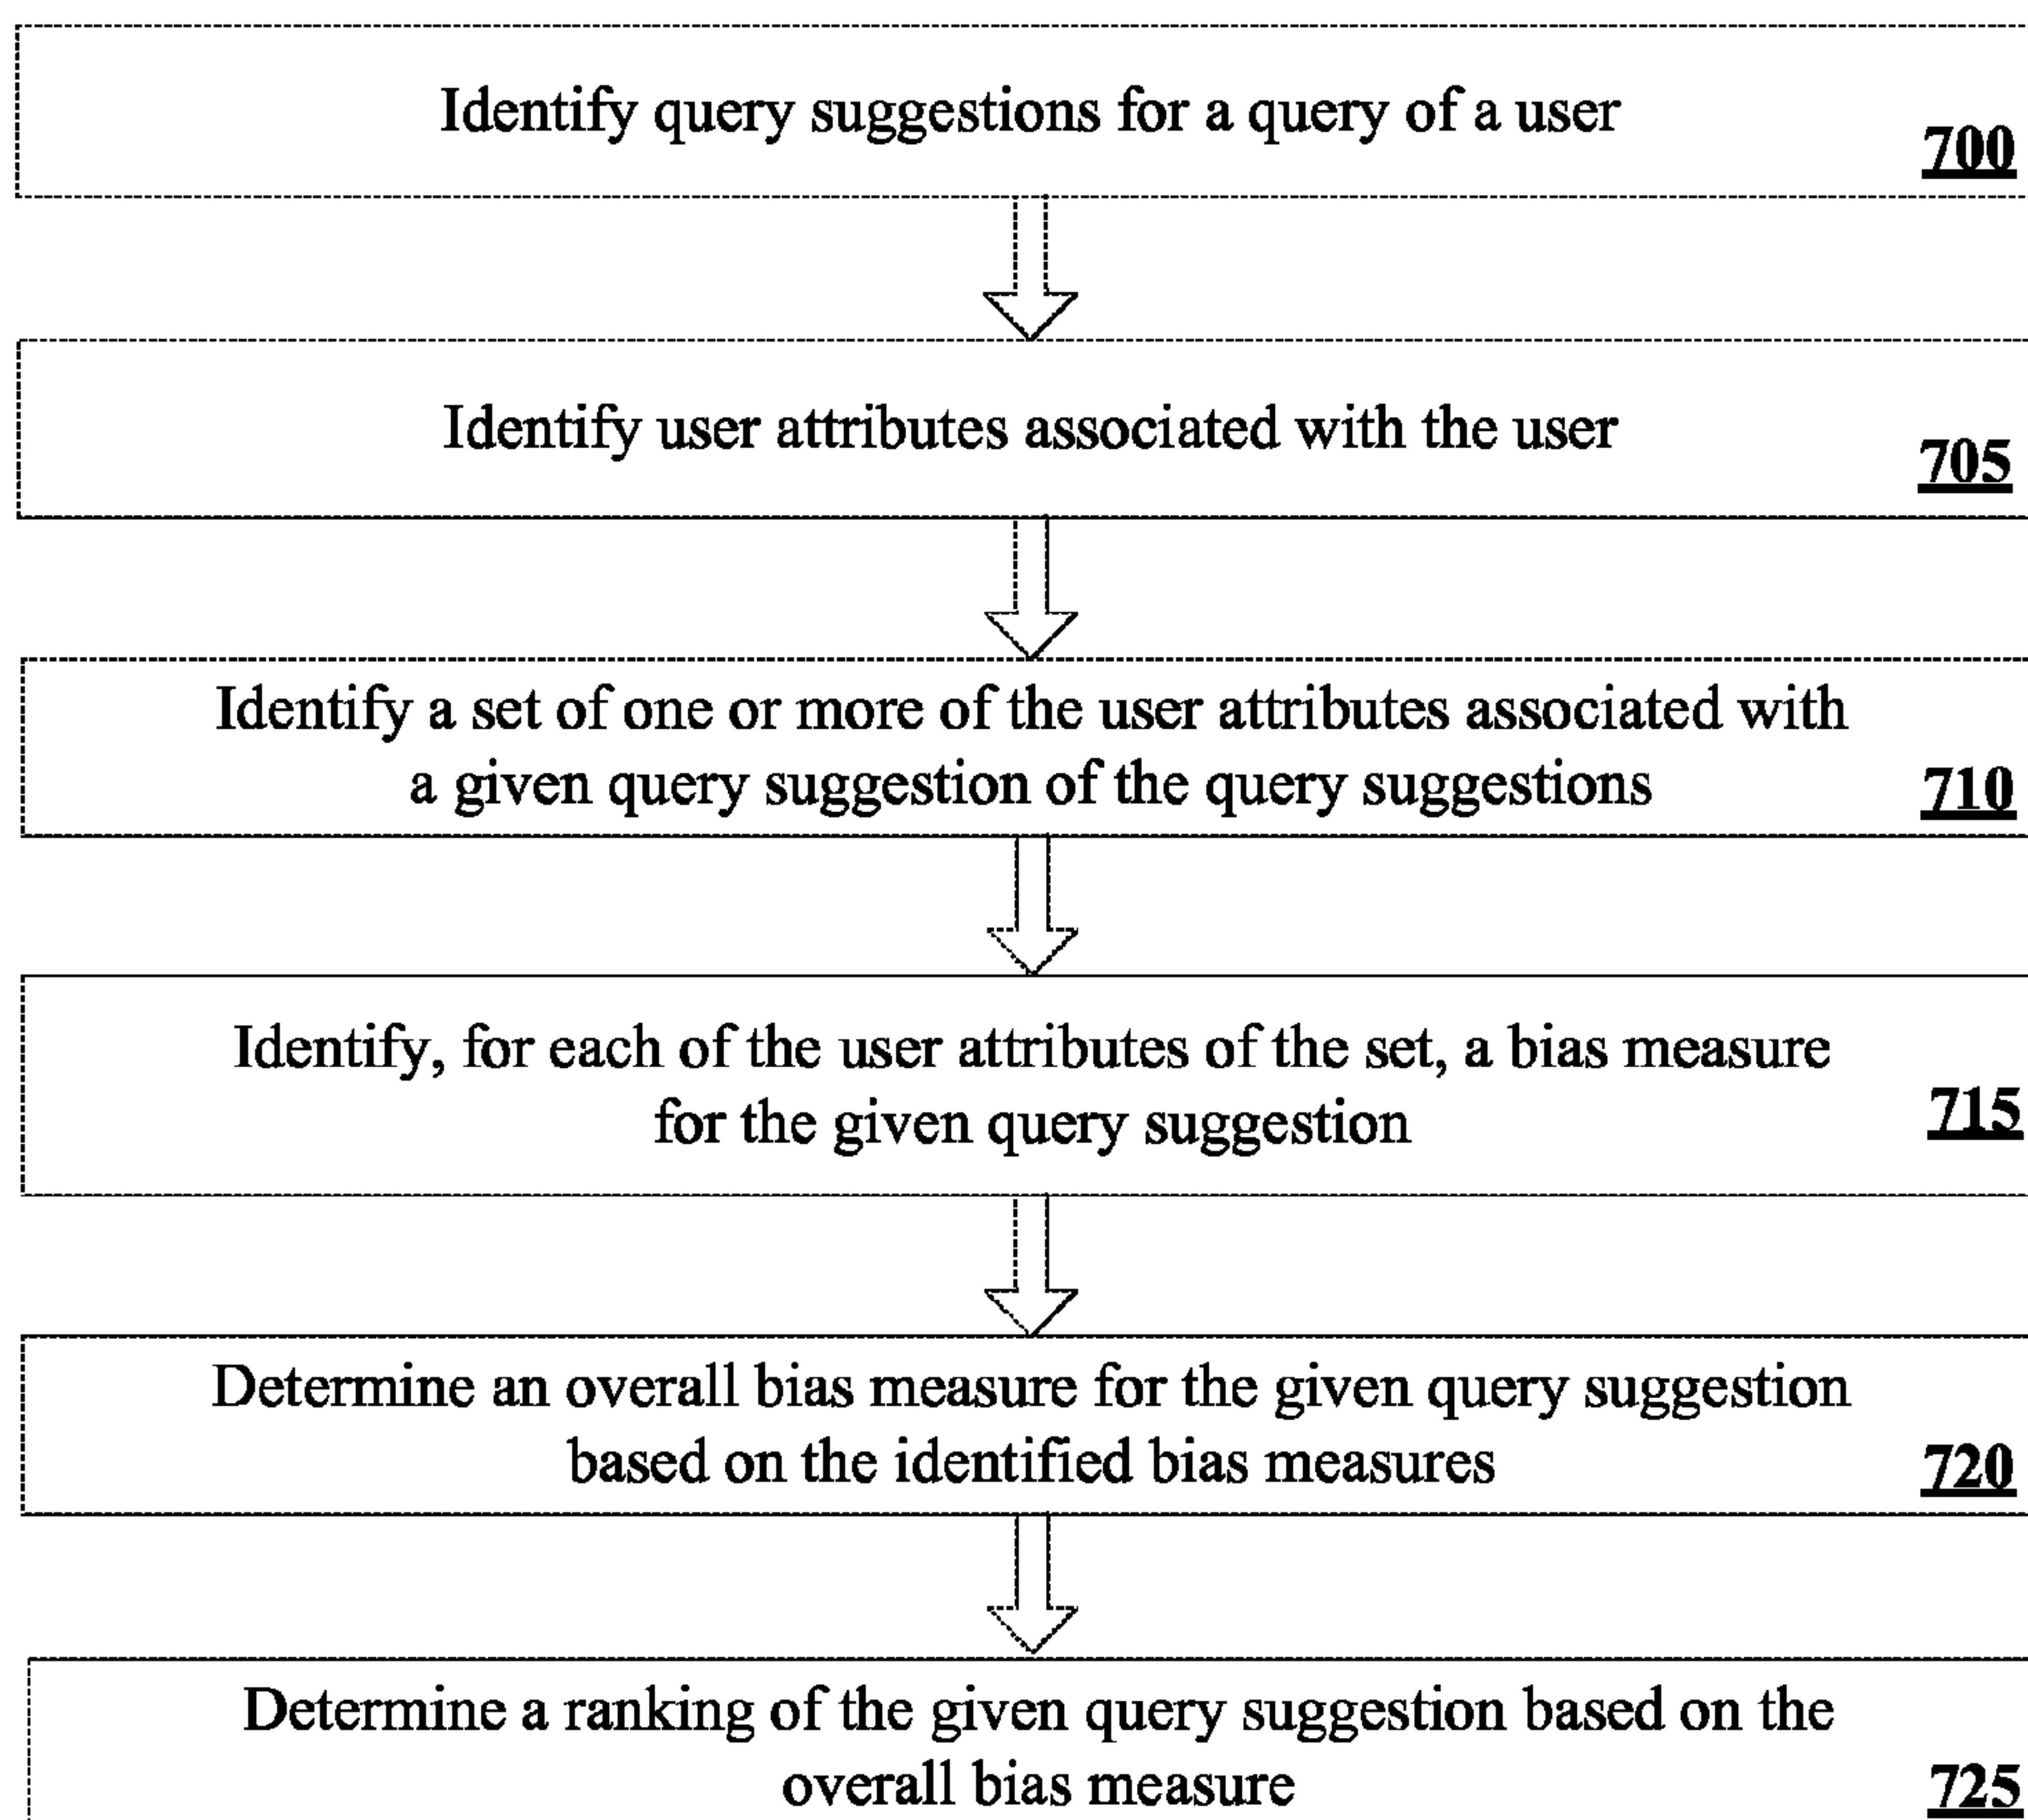 Identify query suggestions for a query of a user
700
Identify user attributes associated with the user
705
Identify a set of one or more of the user attributes associated with
a given query suggestion of the query suggestions
710
Identify, for each of the user attributes of the set, a bias measure
for the given query suggestion
715
Determine an overall bias measure for the given query suggestion
based on the identified bias measures
720
Determine a ranking of the given query suggestion based on the
overall bias measure
725